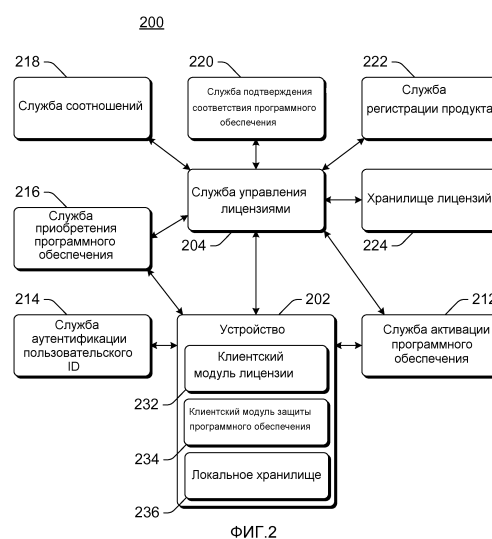 200
218
220
222
Служба соотношений
Служба подтверждения
соответствия программного
обеспечения
Служба
регистрации продукта
216
Служба
приобретения
программного
обеспечения
Служба управления
лицензиями
204
Хранилище лицензий
224
214
Служба
аутентификации
пользовательского
ID
202
Устройство
212
Служба активации
программного
обеспечения
Клиентский
модуль лицензии
232
Клиентский модуль защиты
программного обеспечения
234
Локальное хранилище
236
ФИГ.2